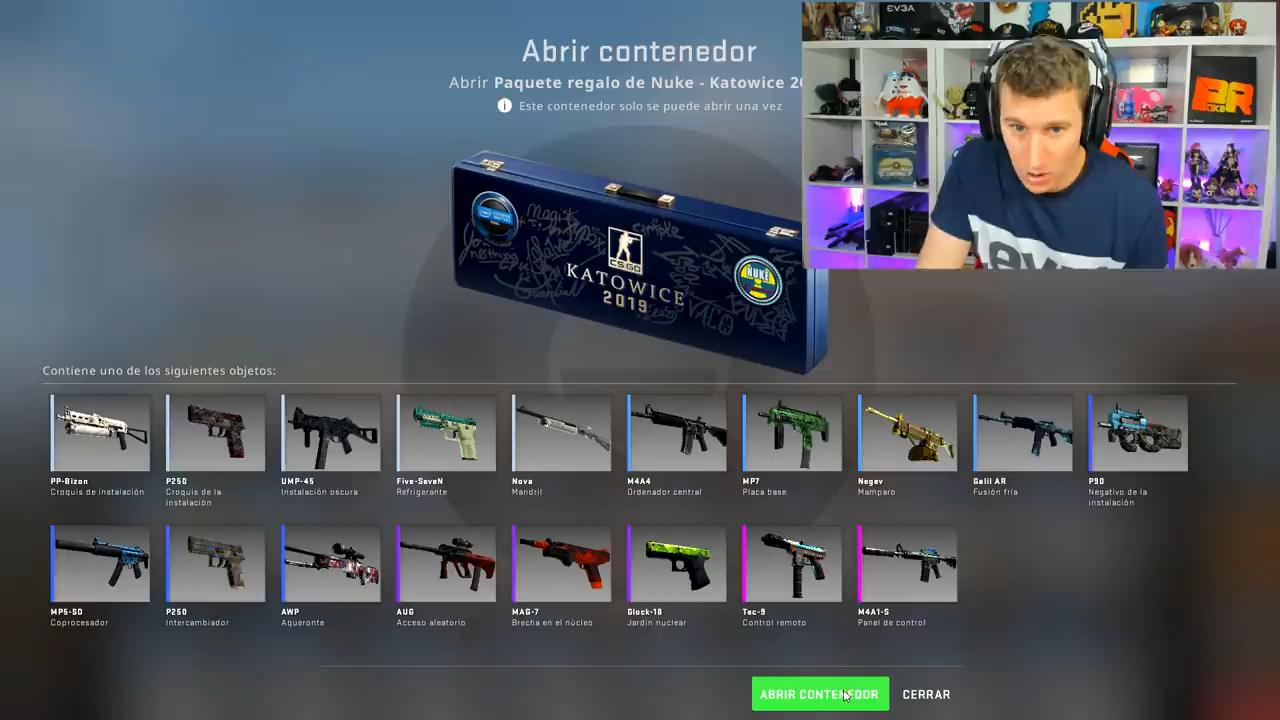 Abrir contenedor
Abrir Paquete regalo de Nuke - Katowice 20
Este contenedor solo se puede abrir una vez
EVGA
CS:GO
KATOWICE
2019
NUKE
Contiene uno de los siguientes objetos:
PP-Bizon
Croquis de instalación
P250
Croquis de la
instalación
UMP-45
Instalación oscura
Five-SeveN
Refrigerante
Nova
Mandril
M4A4
Ordenador central
MP7
Placa base
Negev
Mamparo
Galil AR
Fusión fría
P90
Negativo de la
instalación
MP5-SD
Coprocesador
P250
Intercambiador
AWP
Aqueronte
AUG
Acceso aleatorio
MAG-7
Brecha en el núcleo
Glock-18
Jardín nuclear
Tec-9
Control remoto
M4A1-S
Panel de control
ABRIR CONTENEDOR
CERRAR